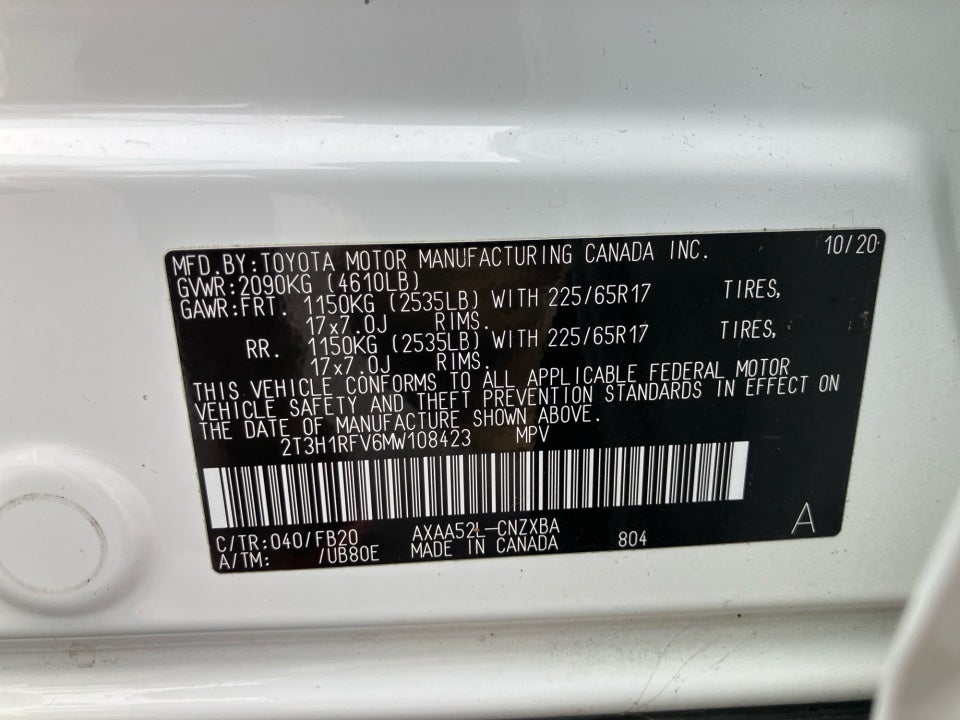 MFD.BY:TOYOTA MOTOR MANUFACTURING CANADA INC. 10/20
GVWR:2090KG (4610LB)
GAWR:FRT. 1150KG (2535LB) WITH 225/65R17 TIRES,
17x7.0J RIMS.
RR. 1150KG (2535LB) WITH 225/65R17 TIRES,
17x7.0J RIMS.
THIS VEHICLE CONFORMS TO ALL APPLICABLE FEDERAL MOTOR
VEHICLE SAFETY AND THEFT PREVENTION STANDARDS IN EFFECT ON
THE DATE OF MANUFACTURE SHOWN ABOVE.
2T3H1RFV6MW108423 MPV
C/TR:040/FB20 AXAA52L-CNZXBA A
A/TM: /UB80E MADE IN CANADA 804